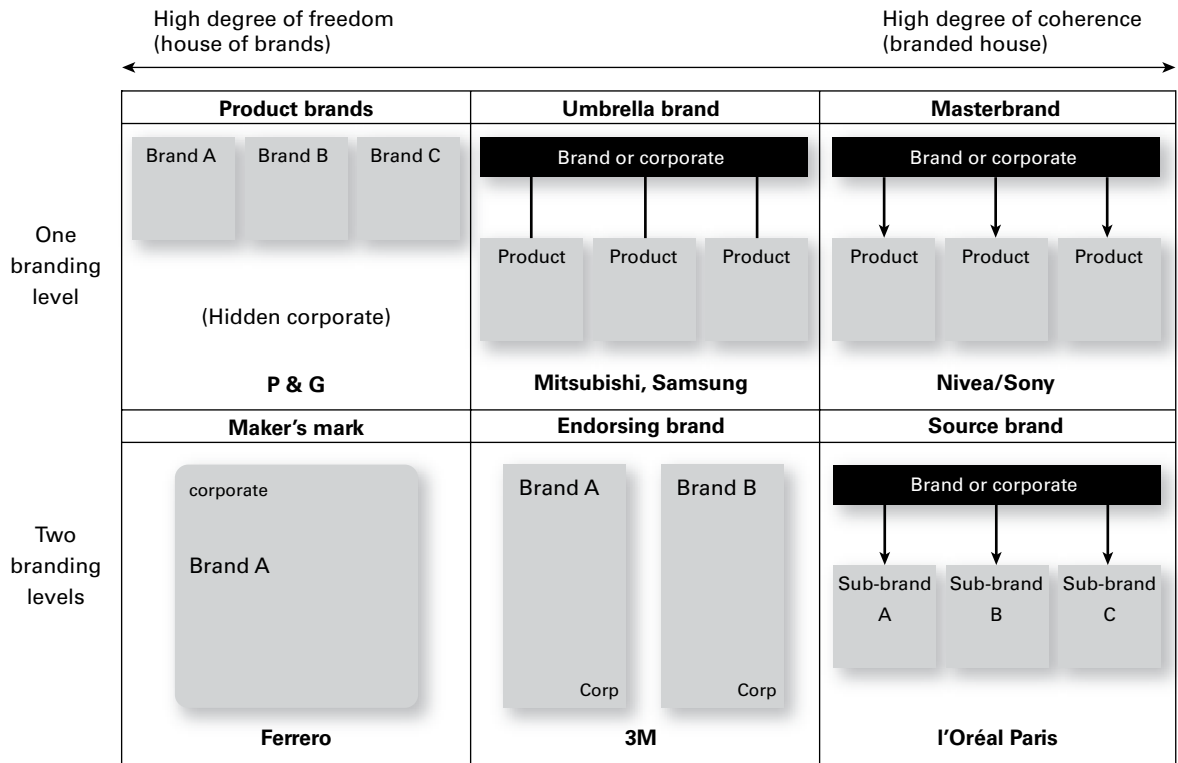 High degree of freedom
(house of brands)
High degree of coherence
(branded house)
Product brands
Umbrella brand
Masterbrand
One
branding
level
Brand A
Brand B
Brand C
(Hidden corporate)
P & G
Brand or corporate
Product
Product
Product
Mitsubishi, Samsung
Brand or corporate
Product
Product
Product
Nivea/Sony
Maker's mark
Endorsing brand
Source brand
Two
branding
levels
corporate
Brand A
Ferrero
Brand A
Corp
Brand B
Corp
3M
Brand or corporate
Sub-brand
A
Sub-brand
B
Sub-brand
C
l'Oréal Paris